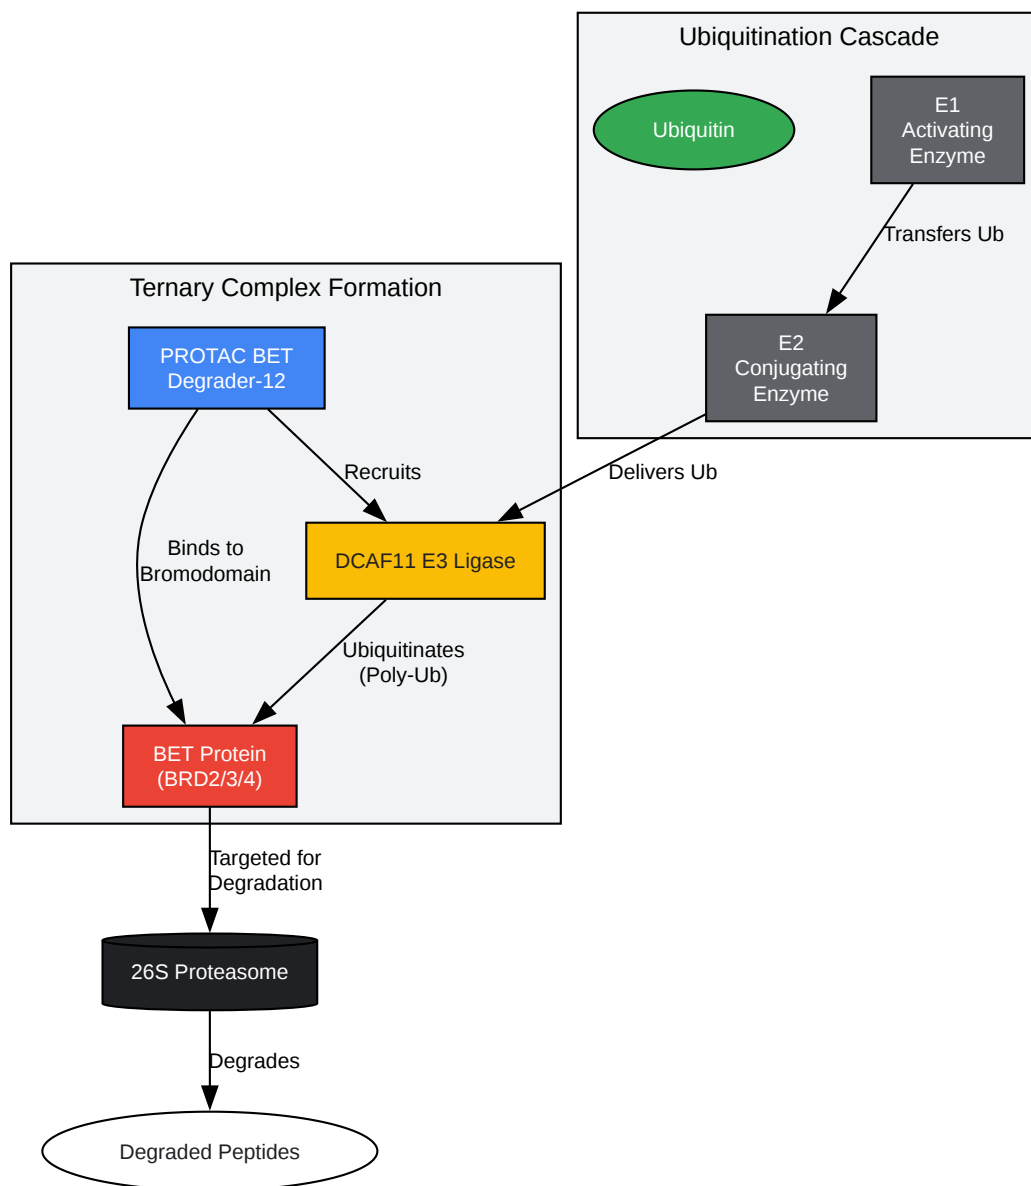 Ubiquitination Cascade
Ubiquitin
E1
Activating
Enzyme
Transfers Ub
E2
Conjugating
Enzyme
Delivers Ub
Ternary Complex Formation
PROTAC BET
Degrader-12
Recruits
Binds to
Bromodomain
DCAF11 E3 Ligase
Ubiquitinates
(Poly-Ub)
BET Protein
(BRD2/3/4)
Targeted for
Degradation
26S Proteasome
Degrades
Degraded Peptides